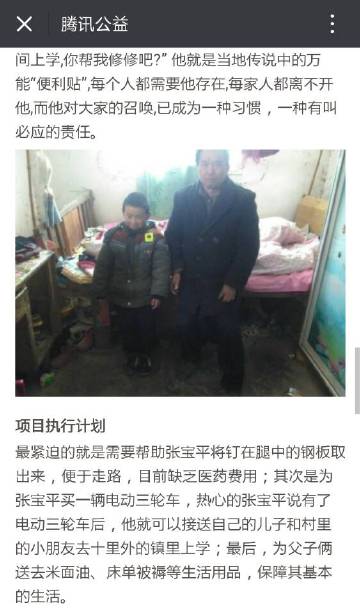 腾讯公益
间上学,你帮我修修吧?” 他就是当地传说中的万
能“便利贴”,每个人都需要他存在,每家人都离不开
他,而他对大家的召唤,已成为一种习惯，一种有叫
必应的责任。
项目执行计划
最紧迫的就是需要帮助张宝平将钉在腿中的钢板取
出来，便于走路，目前缺乏医药费用；其次是为
张宝平买一辆电动三轮车，热心的张宝平说有了
电动三轮车后，他就可以接送自己的儿子和村里
的小朋友去十里外的镇里上学；最后，为父子俩
送去米面油、床单被褥等生活用品，保障其基本
的生活。